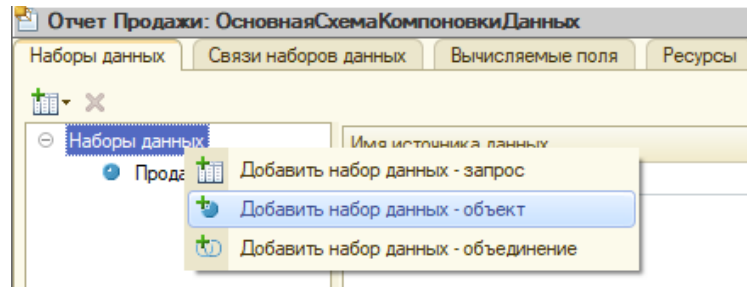 Отчет Продажи: ОсновнаяСхемаКомпоновкиДанных
Наборы данных Связи наборов данных Вычисляемые поля Ресурсы
Наборы данных Имя источника данных
Добавить набор данных - запрос
Добавить набор данных - объект
Добавить набор данных - объединение